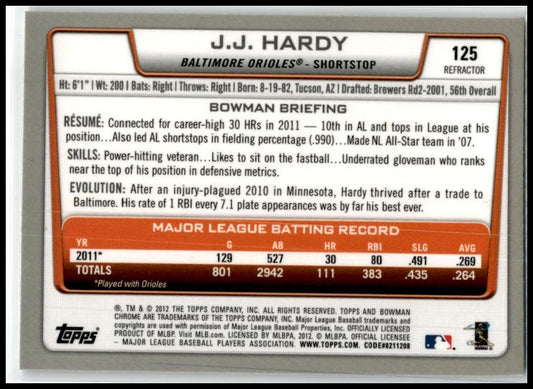 J.J. HARDY
BALTIMORE ORIOLES® - SHORTSTOP
125
REFRACTOR
Ht: 6'1" | Wt: 200 | Bats: Right | Throws: Right | Born: 8-19-82, Tucson, AZ | Drafted: Brewers Rd2-2001, 56th Overall
BOWMAN BRIEFING
RÉSUMÉ: Connected for career-high 30 HRs in 2011 — 10th in AL and tops in League at his
position...Also led AL shortstops in fielding percentage (.990)...Made NL All-Star team in '07.
SKILLS: Power-hitting veteran...Likes to sit on the fastball...Underrated gloveman who ranks
near the top of his position in defensive metrics.
EVOLUTION: After an injury-plagued 2010 in Minnesota, Hardy thrived after a trade to
Baltimore. His rate of 1 RBI every 7.1 plate appearances was by far his best ever.
MAJOR LEAGUE BATTING RECORD
YR G AB HR RBI SLG AVG
2011* 129 527 30 80 .491 .269
TOTALS 801 2942 111 383 .435 .264
*Played with Orioles
®, TM & © 2012 THE TOPPS COMPANY, INC. ALL RIGHTS RESERVED. TOPPS AND BOWMAN
CHROME ARE TRADEMARKS OF THE TOPPS COMPANY, INC. Major League Baseball trademarks and
copyrights are used with permission of Major League Baseball Properties, Inc. OFFICIALLY LICENSED
PRODUCT OF MLBP. Visit MLB.com. © MLBPA, 2012. © MLBPA. OFFICIAL LICENSEE
- MAJOR LEAGUE BASEBALL PLAYERS ASSOCIATION. WWW.TOPPS.COM. CODE#8211208
Topps